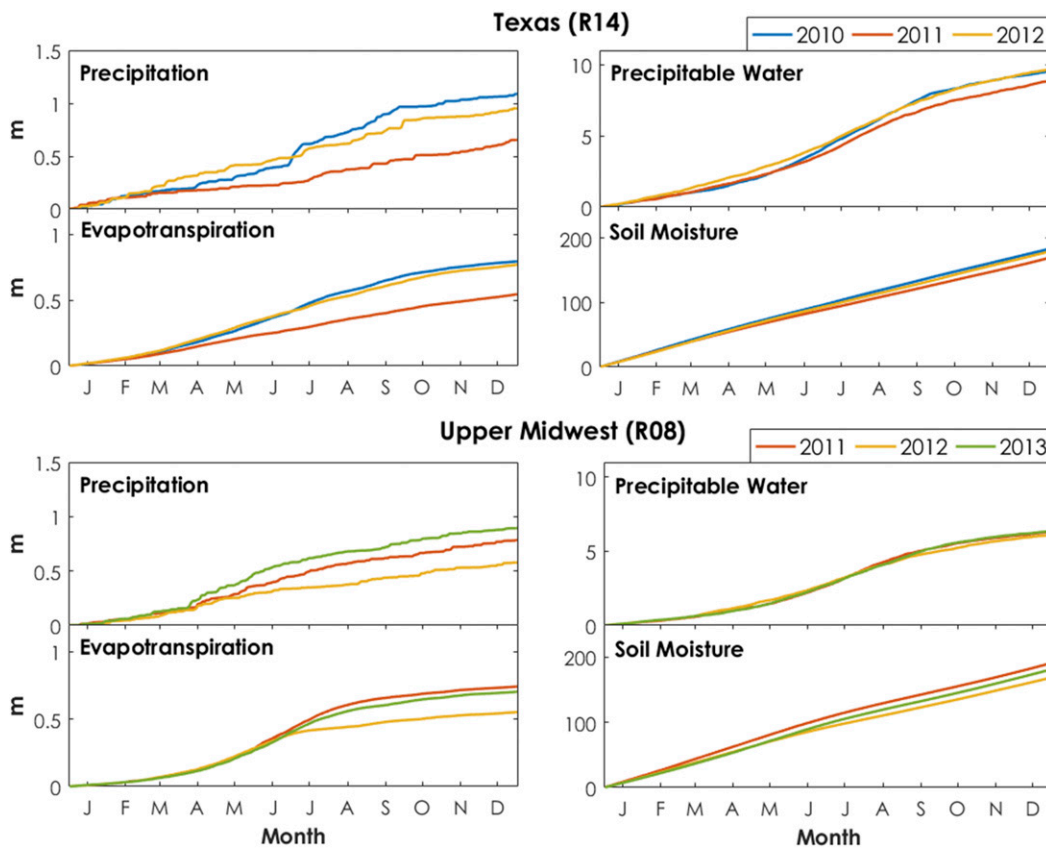 Texas (R14)
2010 2011 2012
Precipitation
1.5
1
0.5
0
m
Precipitable Water
10
5
0
Evapotranspiration
1
0.5
0
m
J F M A M J J A S O N D
Soil Moisture
200
100
0
J F M A M J J A S O N D
Upper Midwest (R08)
2011 2012 2013
Precipitation
1.5
1
0.5
0
m
Precipitable Water
10
5
0
Evapotranspiration
1
0.5
0
m
J F M A M J J A S O N D
Month
Soil Moisture
200
100
0
J F M A M J J A S O N D
Month